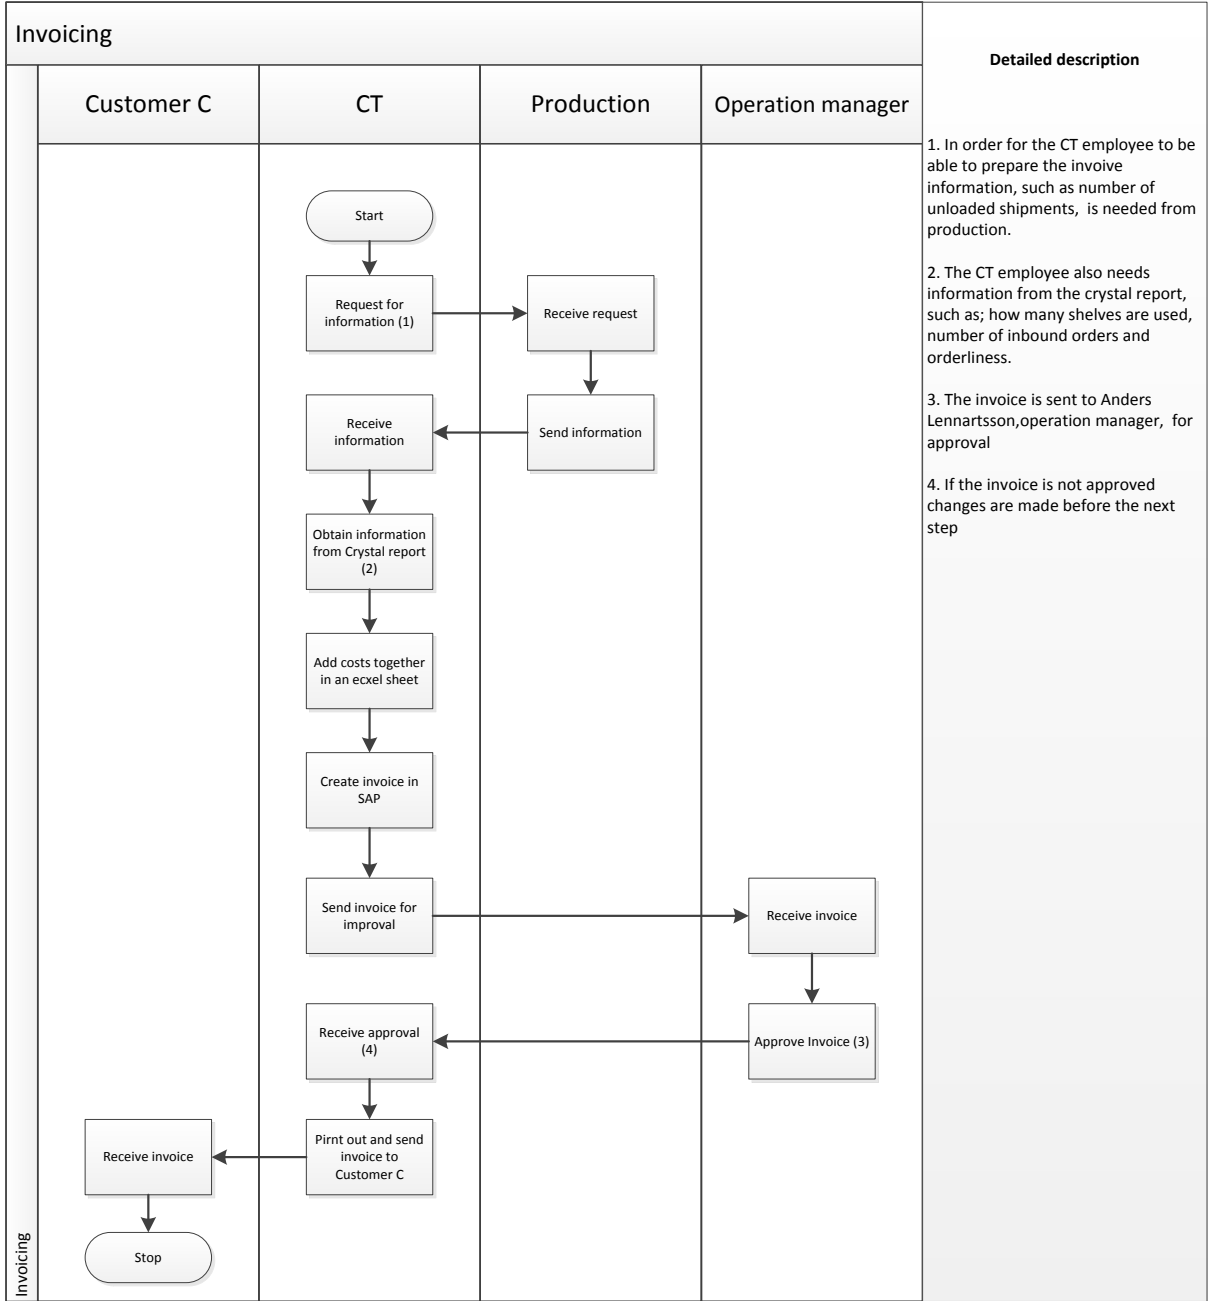 Invoicing
Detailed description
Customer C
CT
Production
Operation manager
1. In order for the CT employee to be
able to prepare the invoive
information, such as number of
unloaded shipments,  is needed from
production.
2. The CT employee also needs
information from the crystal report,
such as; how many shelves are used,
number of inbound orders and
orderliness.
3. The invoice is sent to Anders
Lennartsson,operation manager,  for
approval
4. If the invoice is not approved
changes are made before the next
step
Start
Request for
information (1)
Receive request
Receive
information
Send information
Obtain information
from Crystal report
(2)
Add costs together
in an ecxel sheet
Create invoice in
SAP
Send invoice for
improval
Receive invoice
Receive approval
(4)
Approve Invoice (3)
Receive invoice
Pirnt out and send
invoice to
Customer C
Stop
Invoicing